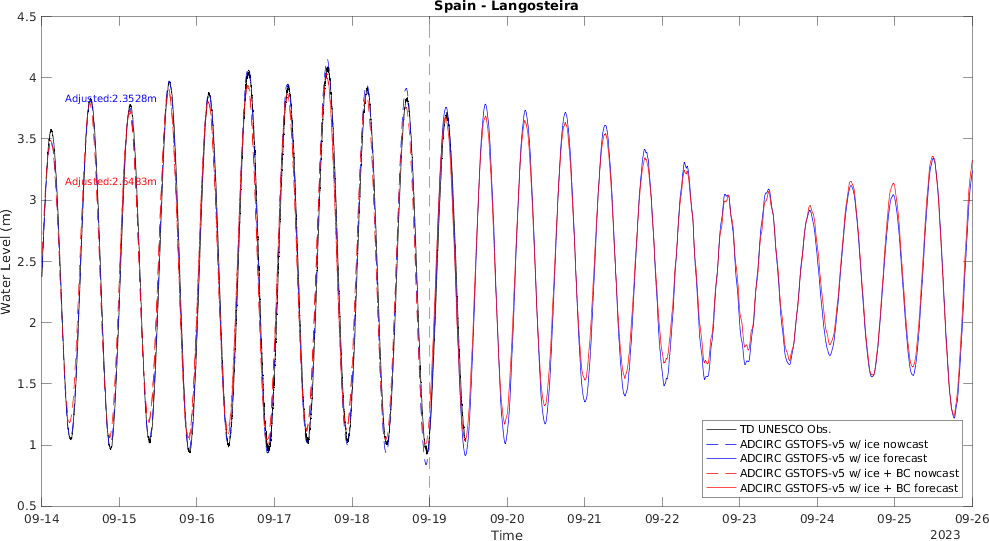 Spain - Langosteira
4.5
4
3.5
3
2.5
2
1.5
1
0.5
Water Level (m)
Adjusted:2.3528m
Adjusted:2.6483m
TD UNESCO Obs.
ADCIRC GSTOFS-v5 w/ ice nowcast
ADCIRC GSTOFS-v5 w/ ice forecast
ADCIRC GSTOFS-v5 w/ ice + BC nowcast
ADCIRC GSTOFS-v5 w/ ice + BC forecast
09-14 09-15 09-16 09-17 09-18 09-19 09-20 09-21 09-22 09-23 09-24 09-25 09-26
Time
2023